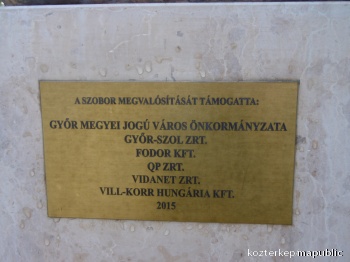 A SZOBOR MEGVALÓSÍTÁSÁT TÁMOGATTA:
GYŐR MEGYEI JOGÚ VÁROS ÖNKORMÁNYZATA
GYŐR-SZOL ZRT.
FODOR KFT.
QP ZRT.
VIDANET ZRT.
VILL-KORR HUNGÁRIA KFT.
2015
kozterkep.mapublic